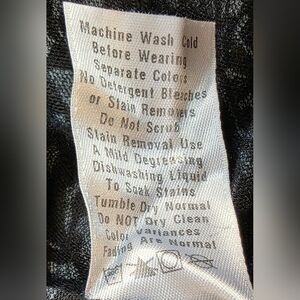 Machine Wash Cold
Before Wearing
Separate Colors
No Detergent Bleaches
or Stain Removers
Do Not Scrub
Stain Removal Use
A Mild Degreasing
Dishwashing Liquid
To Soak Stains
Tumble Dry Normal
Do NOT Dry Clean
Color Variances
Fading Are Normal